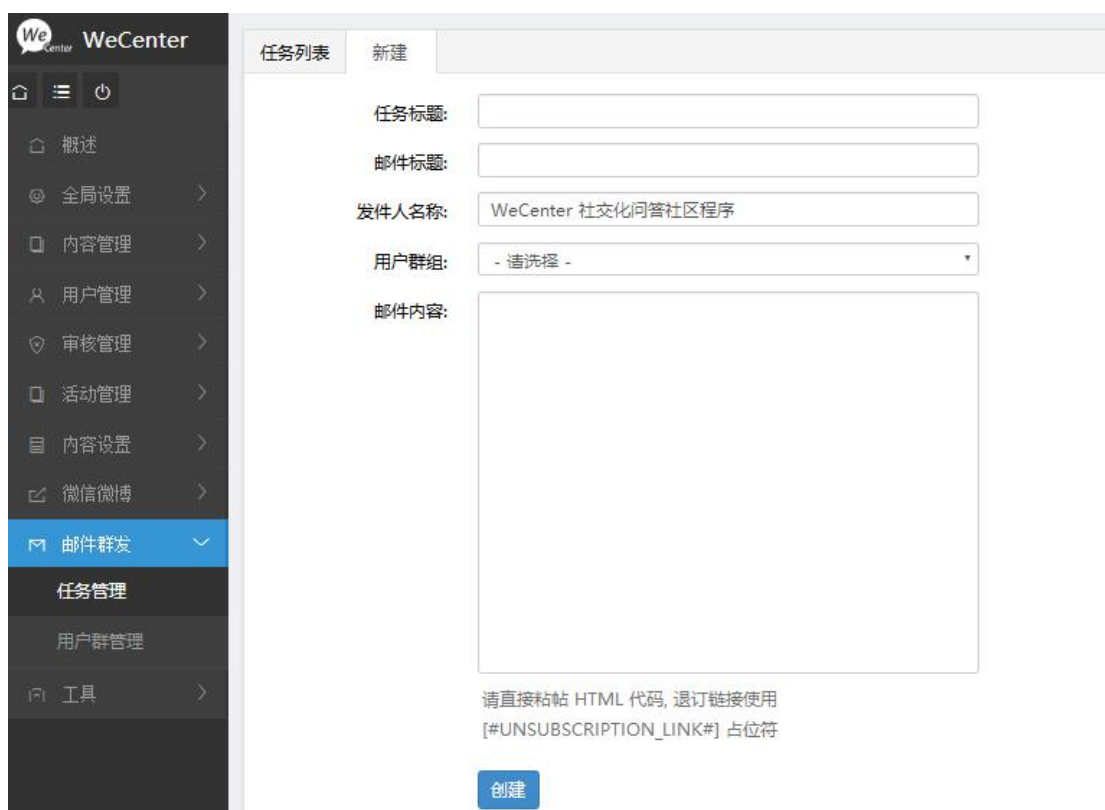 We Center WeCenter
概述
全局设置
内容管理
用户管理
审核管理
活动管理
内容设置
微信微博
邮件群发
任务管理
用户群管理
工具
任务列表 新建
任务标题:
邮件标题:
发件人名称: WeCenter 社交化问答社区程序
用户群组: - 请选择 -
邮件内容:
请直接粘帖 HTML 代码, 退订链接使用
[#UNSUBSCRIPTION_LINK#] 占位符
创建